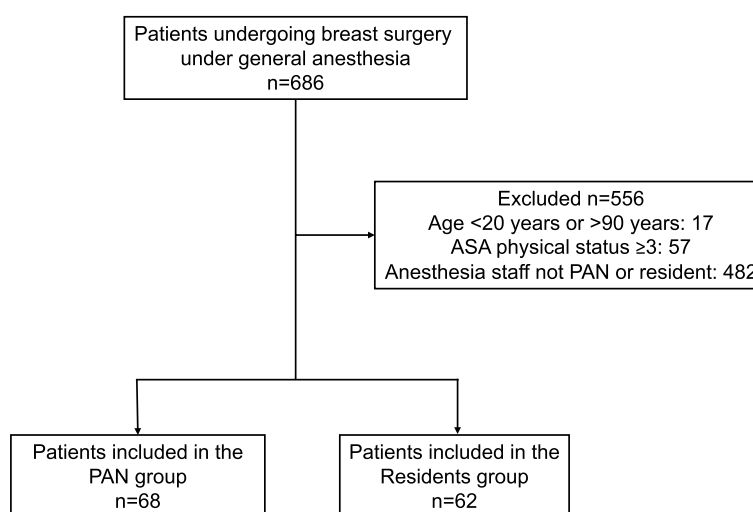 Patients undergoing breast surgery
under general anesthesia
n=686
Excluded n=556
Age <20 years or >90 years: 17
ASA physical status ≥3: 57
Anesthesia staff not PAN or resident: 482
Patients included in the
PAN group
n=68
Patients included in the
Residents group
n=62